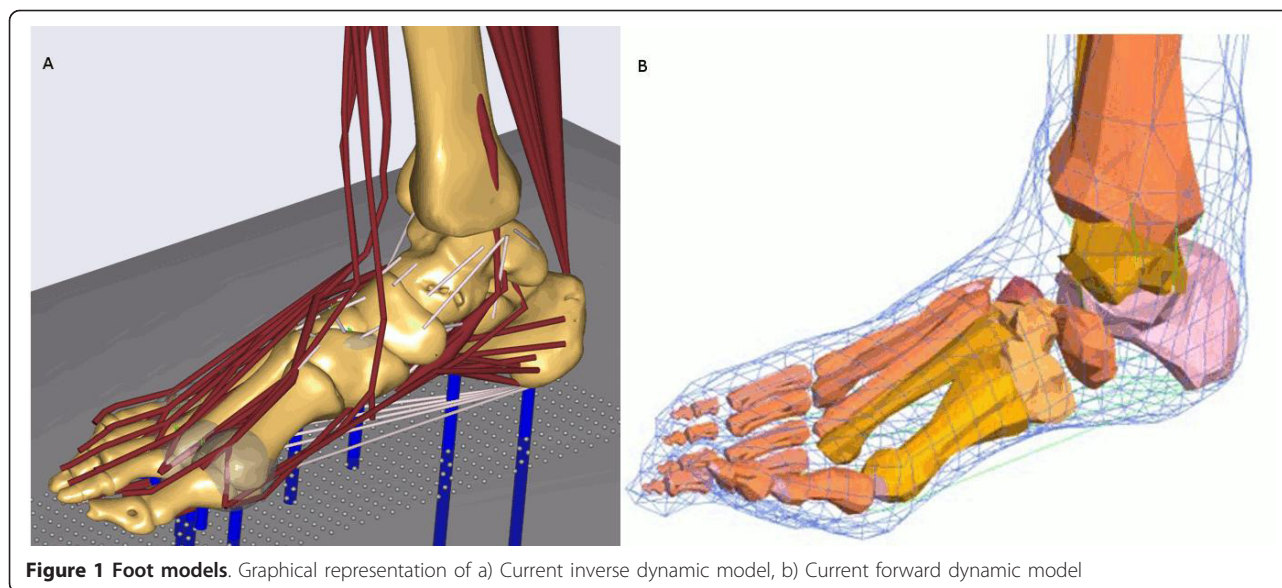 A
B
Figure 1 Foot models. Graphical representation of a) Current inverse dynamic model, b) Current forward dynamic model